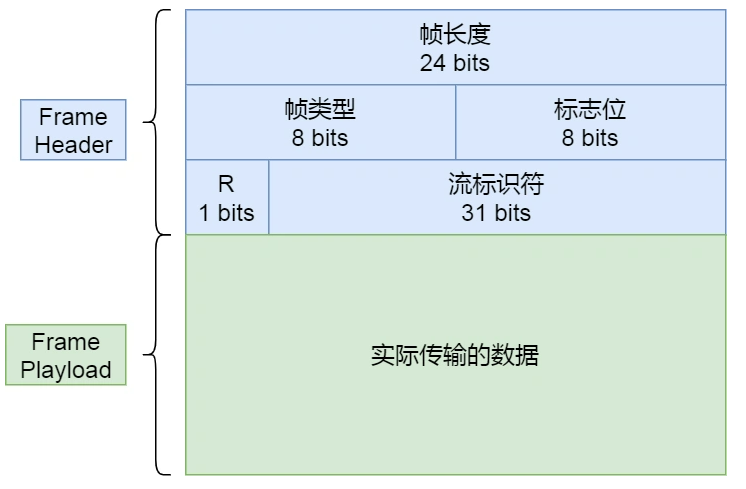 帧长度
24 bits
Frame
Header
帧类型
8 bits
标志位
8 bits
R
1 bits
流标识符
31 bits
Frame
Playload
实际传输的数据